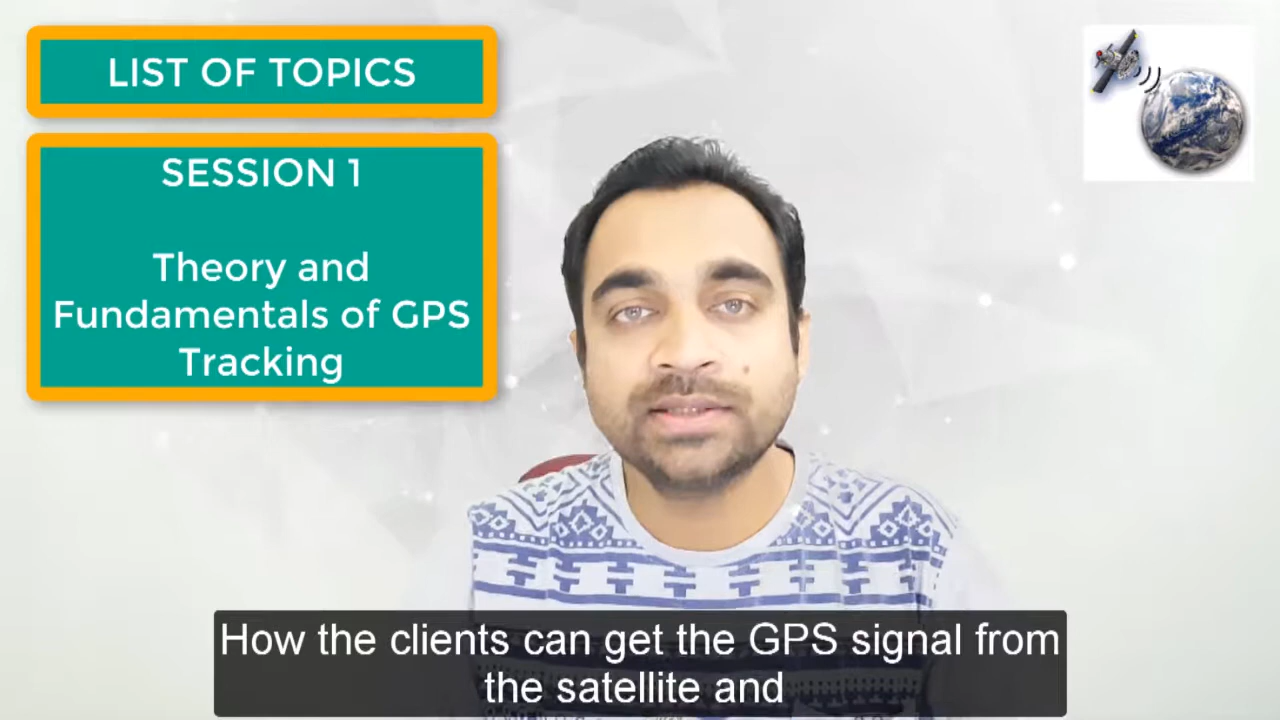 LIST OF TOPICS
SESSION 1
Theory and
Fundamentals of GPS
Tracking
How the clients can get the GPS signal from
the satellite and